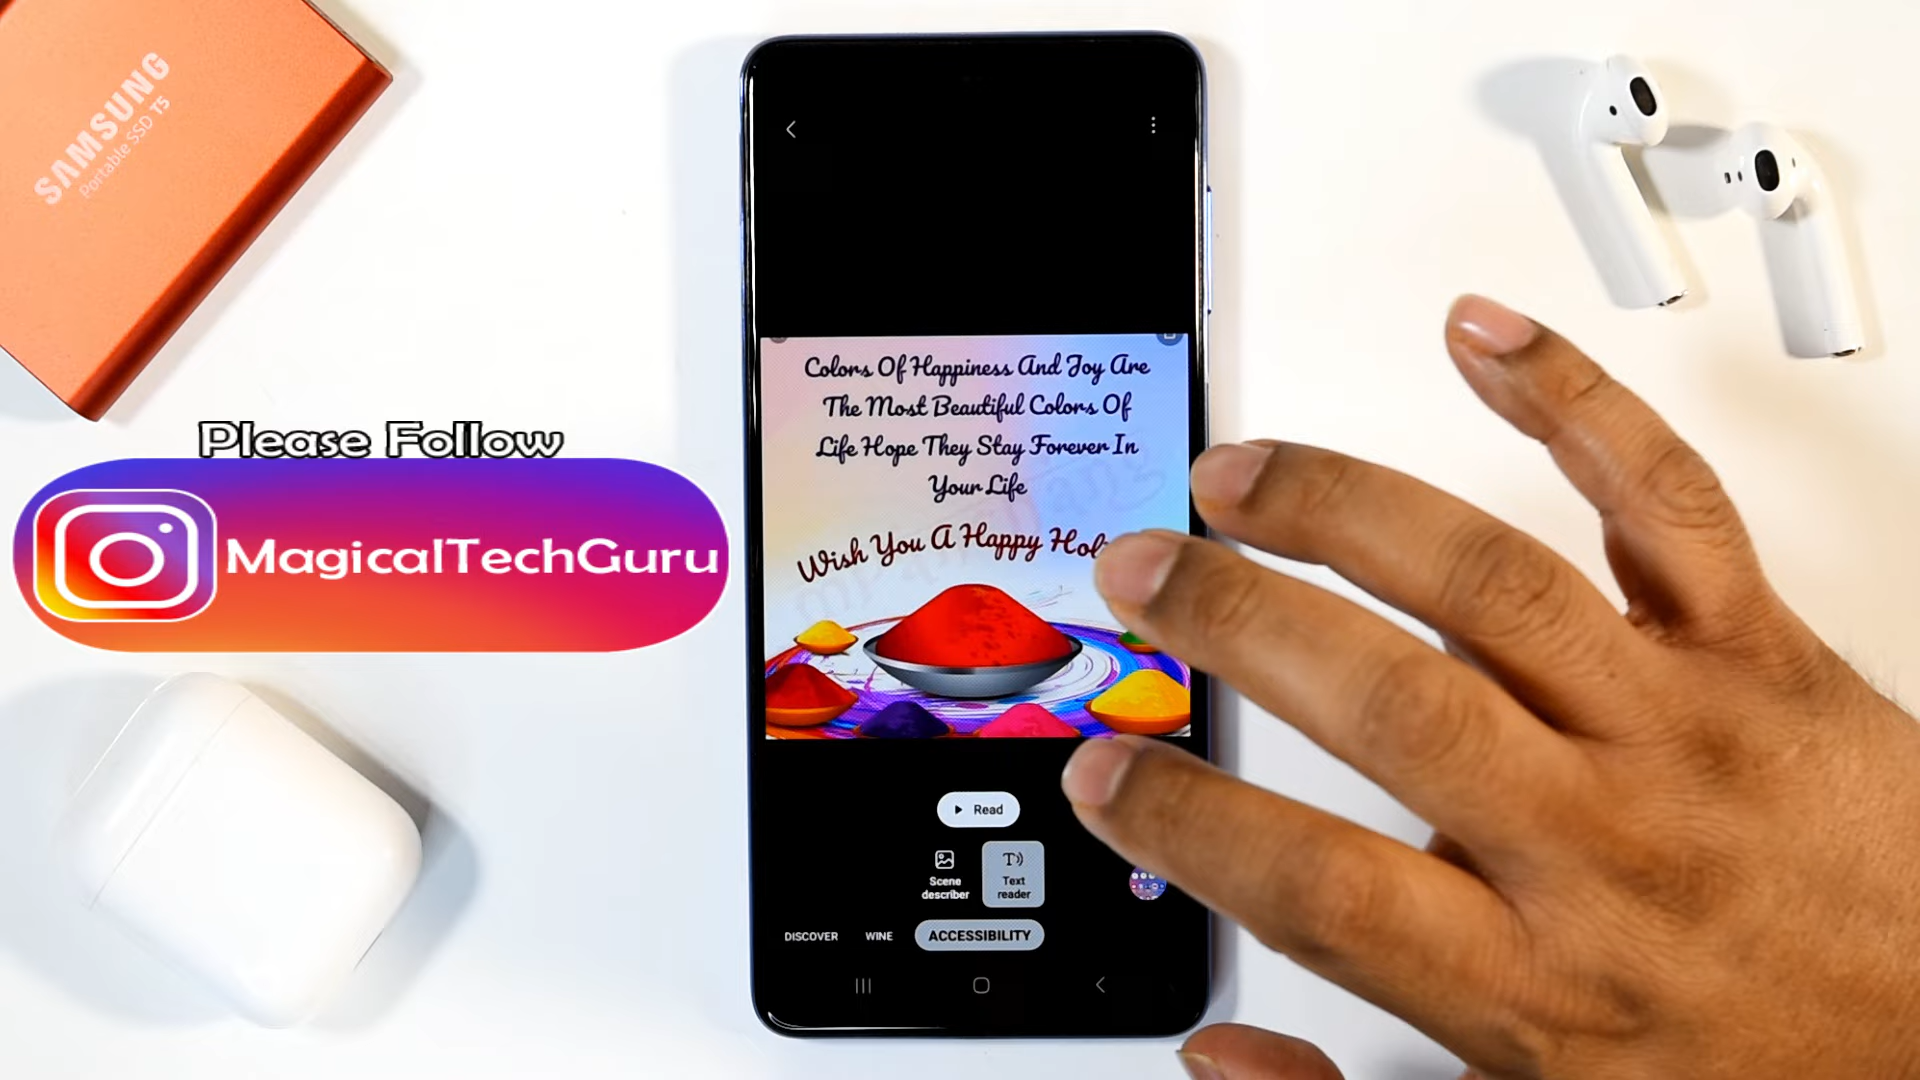 SAMSUNG
Portable SSD T5
Please Follow
MagicalTechGuru
Colors Of Happiness And Joy Are
The Most Beautiful Colors Of
Life Hope They Stay Forever In
Your Life
Wish You A Happy
Read
Scene
describer
Text
reader
DISCOVER WINE ACCESSIBILITY